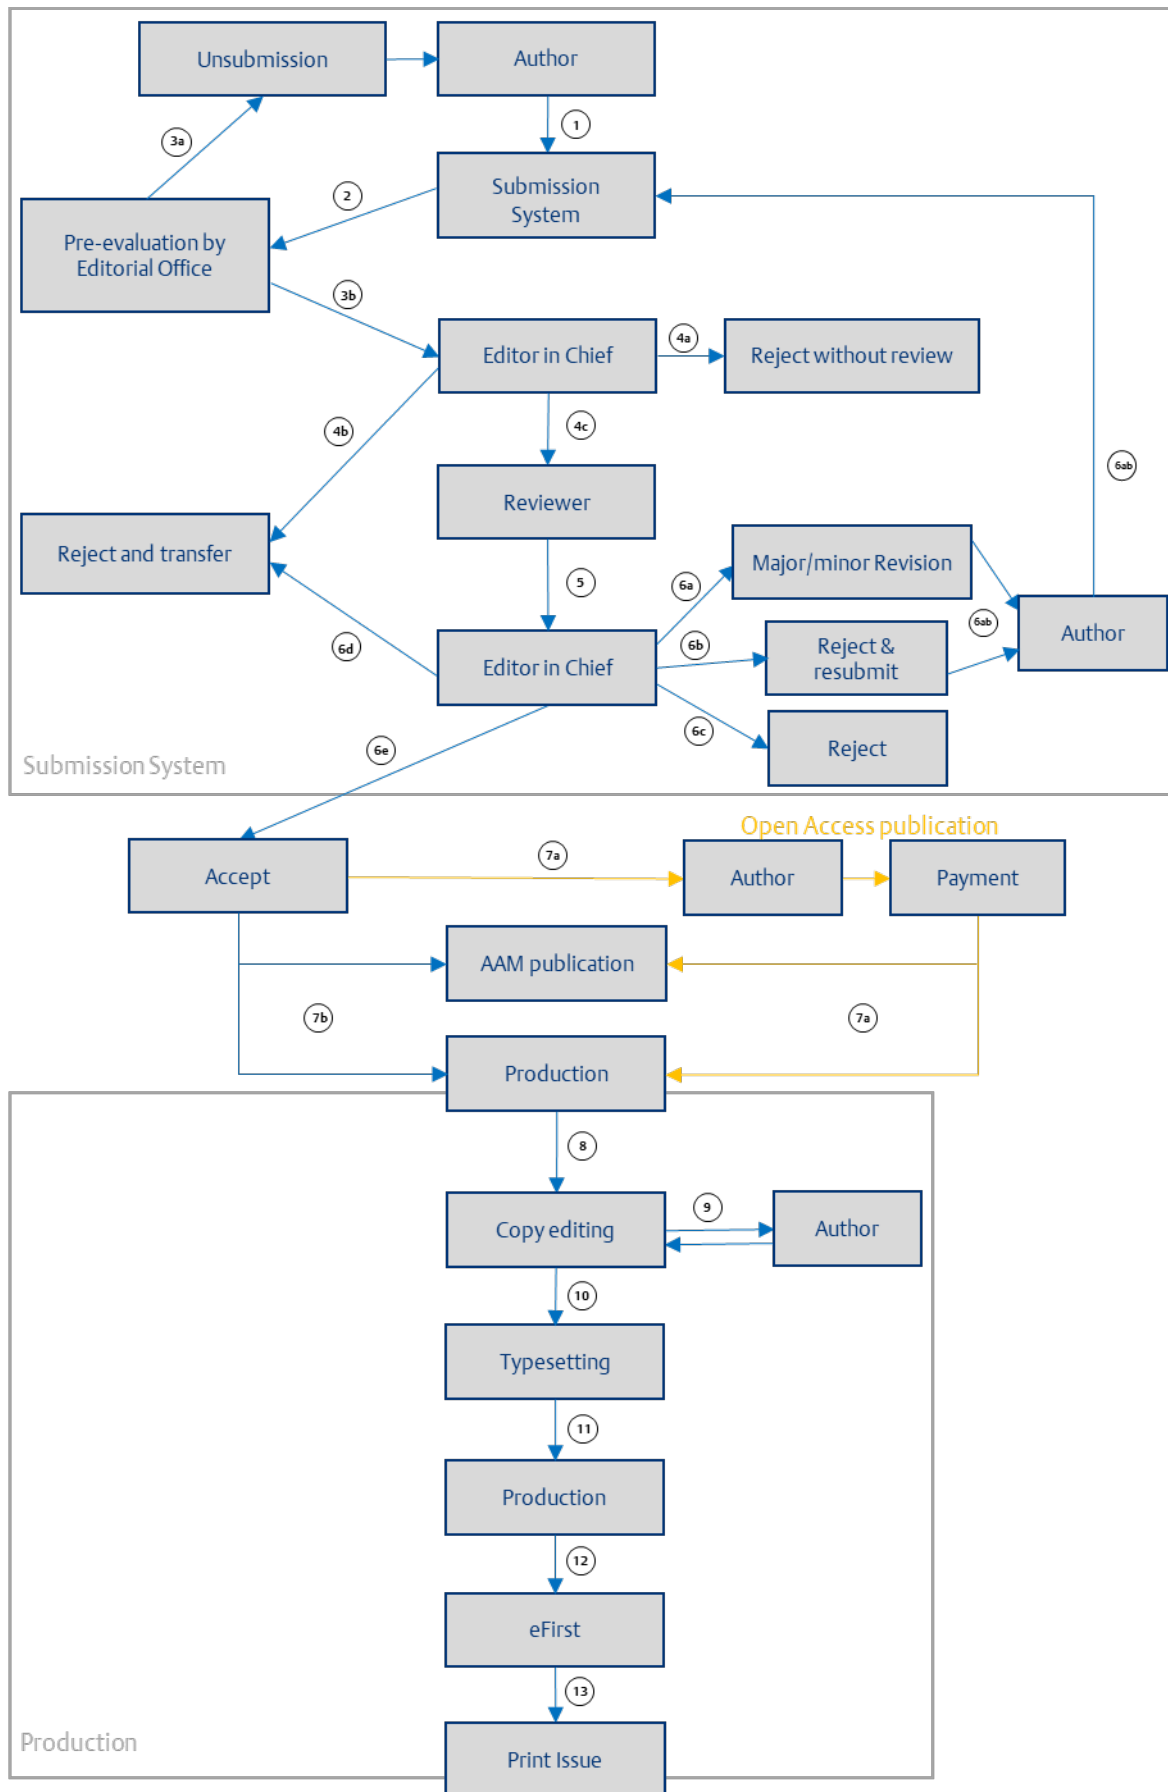 Unsubmission
Author
1
3a
Submission
System
2
Pre-evaluation by
Editorial Office
3b
Editor in Chief
4a
Reject without review
4b
4c
6ab
Reviewer
Reject and transfer
Major/minor Revision
5
6a
6ab
Author
6d
6b
Reject &
resubmit
Editor in Chief
6c
Reject
6e
Submission System
Open Access publication
Accept
7a
Author
Payment
AAM publication
7b
7a
Production
8
Copy editing
9
Author
10
Typesetting
11
Production
12
eFirst
13
Production
Print Issue